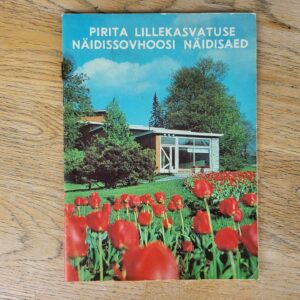 PIRITA LILLEKASVATUSE
NÄIDISSOVHOOSI NÄIDISAED